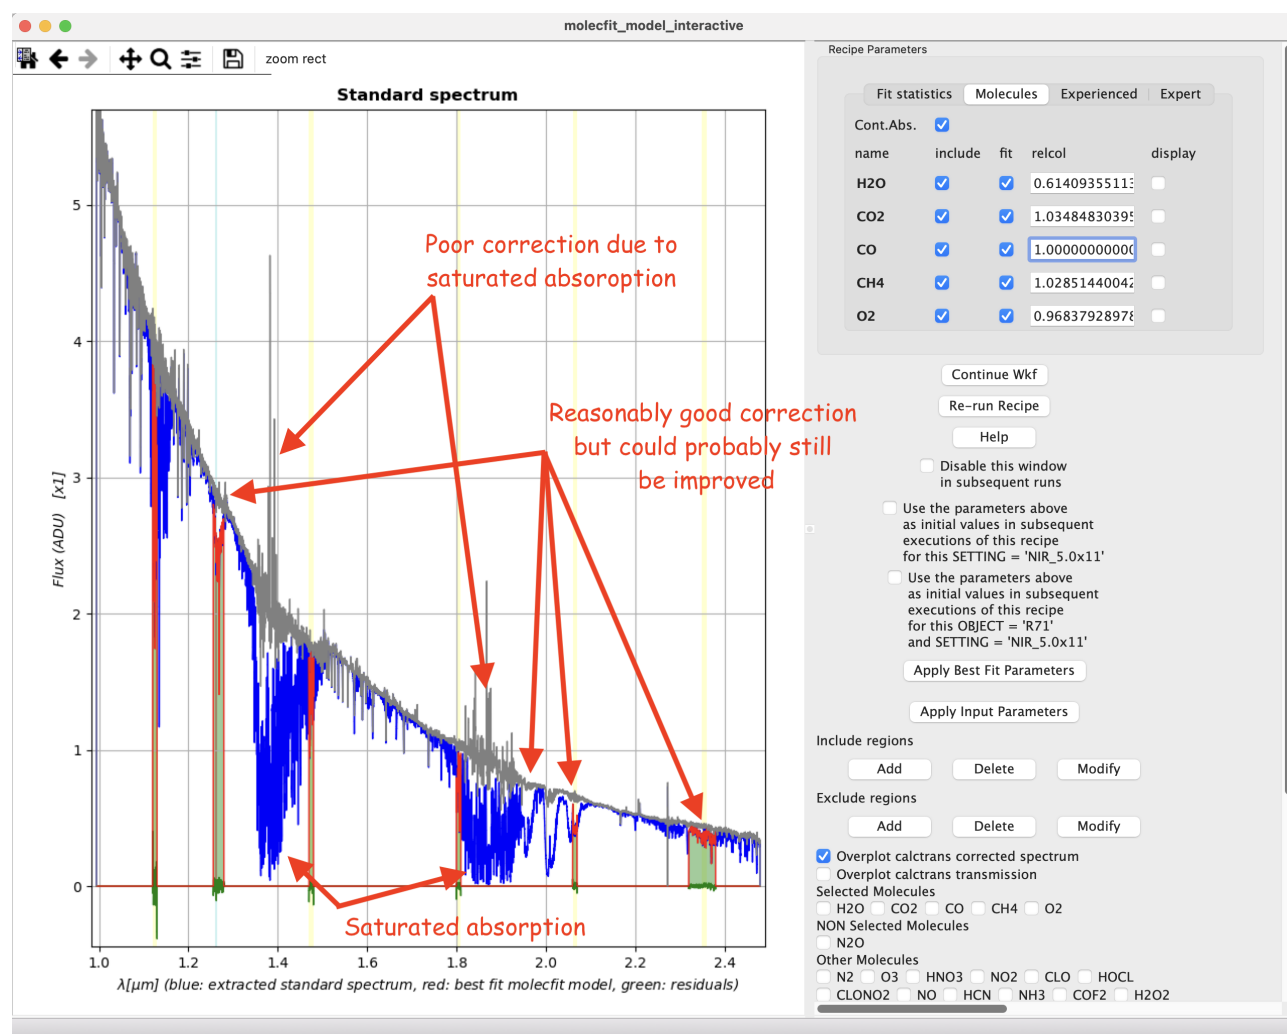 molecfit_model_interactive
zoom rect
Standard spectrum
5
4
3
2
1
0
Flux (ADU) [x1]
1.0 1.2 1.4 1.6 1.8 2.0 2.2 2.4
λ[μm] (blue: extracted standard spectrum, red: best fit molecfit model, green: residuals)
Poor correction due to
saturated absoroption
Reasonably good correction
but could probably still
be improved
Saturated absorption
Recipe Parameters
Fit statistics Molecules Experienced Expert
Cont.Abs.
name include fit relcol display
H2O 0.6140935511
CO2 1.0348483039
CO 1.0000000000
CH4 1.0285144004
O2 0.9683792897
Continue Wkf
Re-run Recipe
Help
Disable this window
in subsequent runs
Use the parameters above
as initial values in subsequent
executions of this recipe
for this SETTING = 'NIR_5.0x11'
Use the parameters above
as initial values in subsequent
executions of this recipe
for this OBJECT = 'R71'
and SETTING = 'NIR_5.0x11'
Apply Best Fit Parameters
Apply Input Parameters
Include regions
Add Delete Modify
Exclude regions
Add Delete Modify
Overplot calctrans corrected spectrum
Overplot calctrans transmission
Selected Molecules
H2O CO2 CO CH4 O2
NON Selected Molecules
N2O
Other Molecules
N2 O3 HNO3 NO2 CLO HOCL
CLONO2 NO HCN NH3 COF2 H2O2